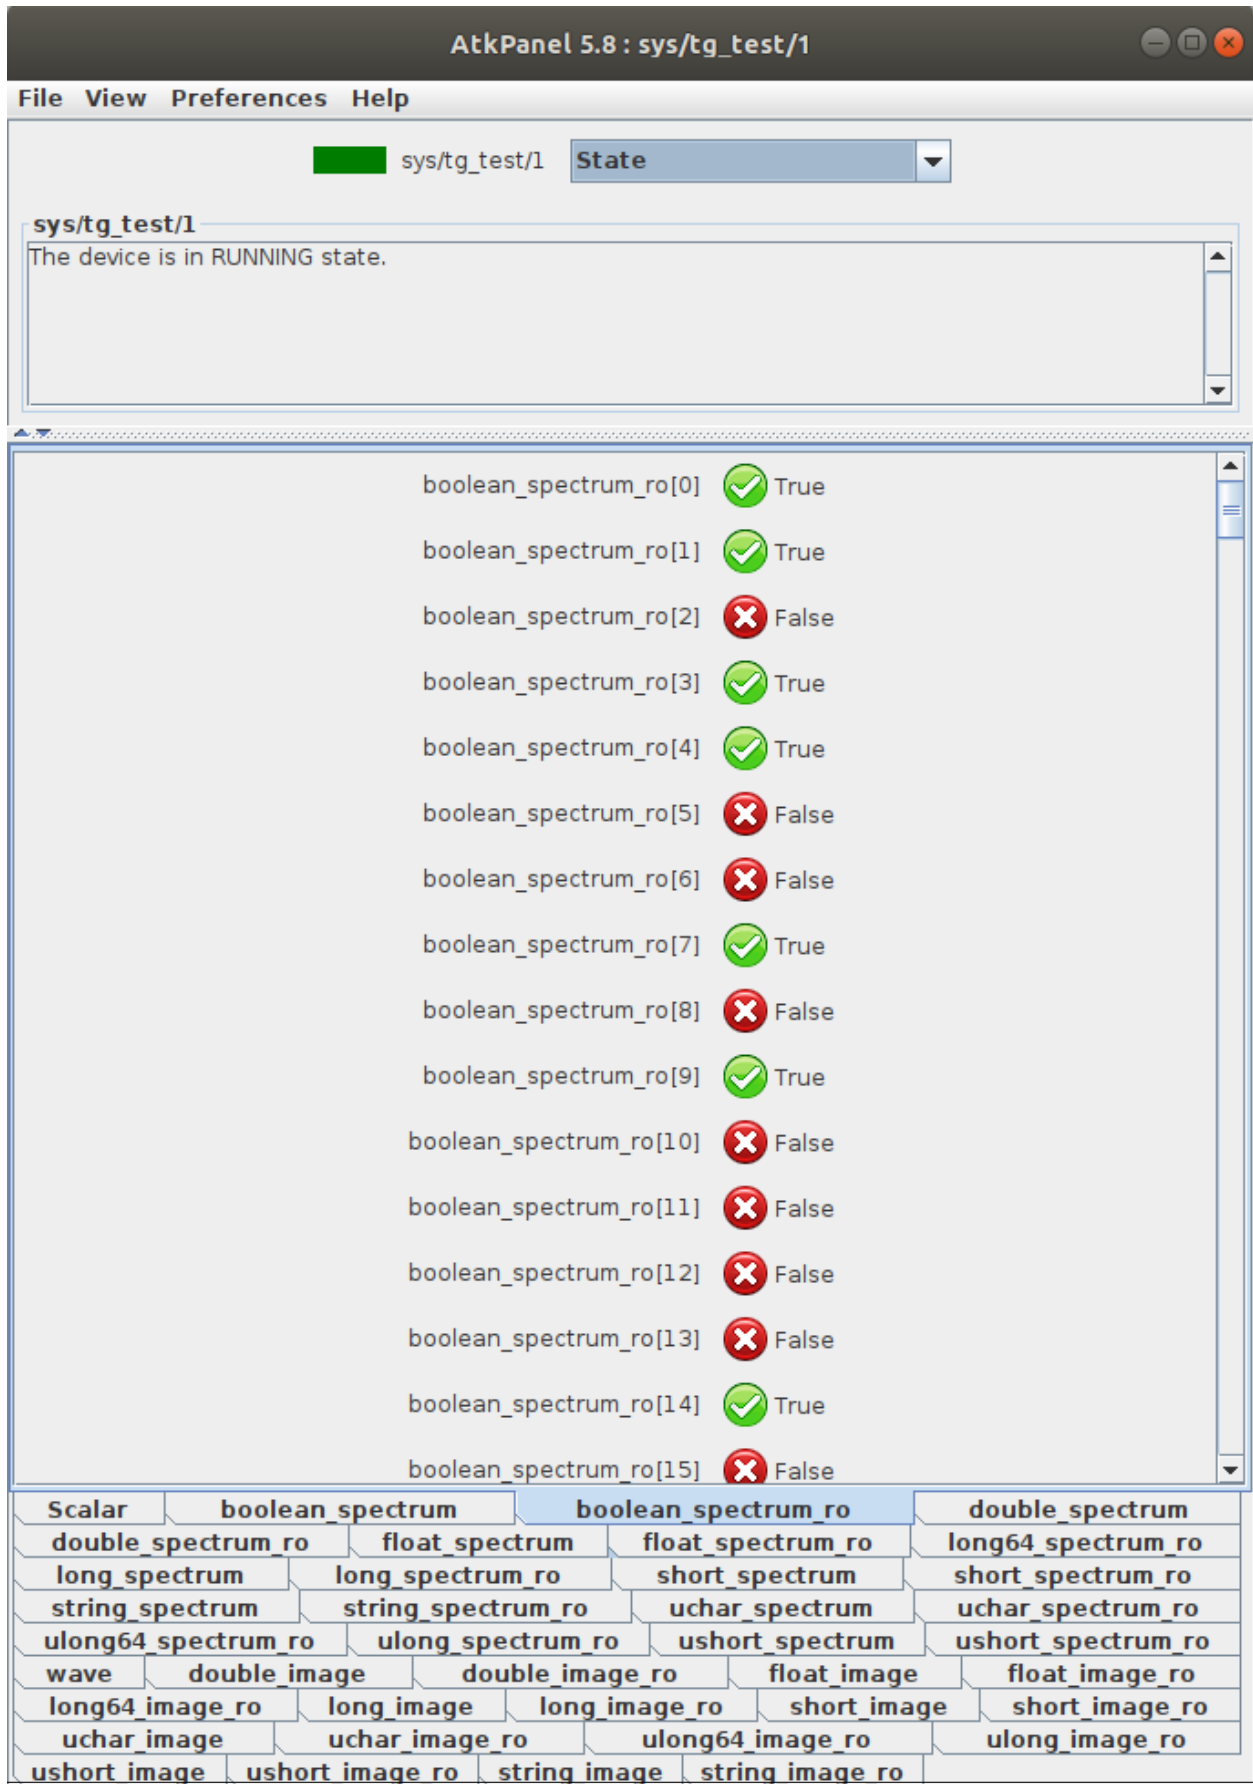 AtkPanel 5.8 : sys/tg_test/1
File View Preferences Help
sys/tg_test/1 State
sys/tg_test/1
The device is in RUNNING state.
boolean_spectrum_ro[0] True
boolean_spectrum_ro[1] True
boolean_spectrum_ro[2] False
boolean_spectrum_ro[3] True
boolean_spectrum_ro[4] True
boolean_spectrum_ro[5] False
boolean_spectrum_ro[6] False
boolean_spectrum_ro[7] True
boolean_spectrum_ro[8] False
boolean_spectrum_ro[9] True
boolean_spectrum_ro[10] False
boolean_spectrum_ro[11] False
boolean_spectrum_ro[12] False
boolean_spectrum_ro[13] False
boolean_spectrum_ro[14] True
boolean_spectrum_ro[15] False
Scalar boolean_spectrum boolean_spectrum_ro double_spectrum
double_spectrum_ro float_spectrum float_spectrum_ro long64_spectrum_ro
long_spectrum long_spectrum_ro short_spectrum short_spectrum_ro
string_spectrum string_spectrum_ro uchar_spectrum uchar_spectrum_ro
ulong64_spectrum_ro ulong_spectrum_ro ushort_spectrum ushort_spectrum_ro
wave double_image double_image_ro float_image float_image_ro
long64_image_ro long_image long_image_ro short_image short_image_ro
uchar_image uchar_image_ro ulong64_image_ro ulong_image_ro
ushort_image ushort_image_ro string_image string_image_ro